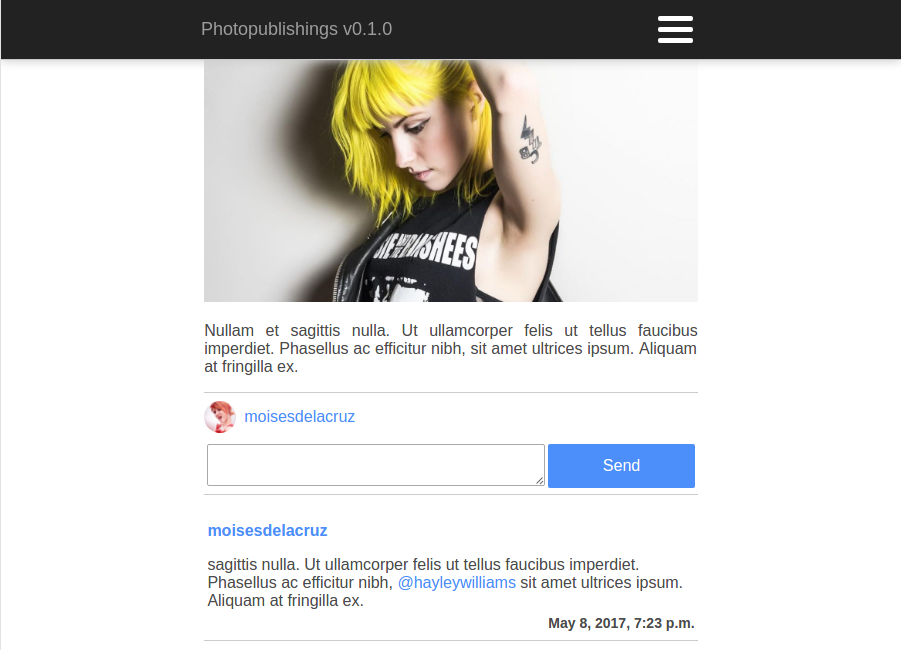 Photopublishings v0.1.0
BANSHEES
Nullam et sagittis nulla. Ut ullamcorper felis ut tellus faucibus
imperdiet. Phasellus ac efficitur nibh, sit amet ultrices ipsum. Aliquam
at fringilla ex.
moisesdelacruz
Send
moisesdelacruz
sagittis nulla. Ut ullamcorper felis ut tellus faucibus imperdiet.
Phasellus ac efficitur nibh, @hayleywilliams sit amet ultrices ipsum.
Aliquam at fringilla ex.
May 8, 2017, 7:23 p.m.